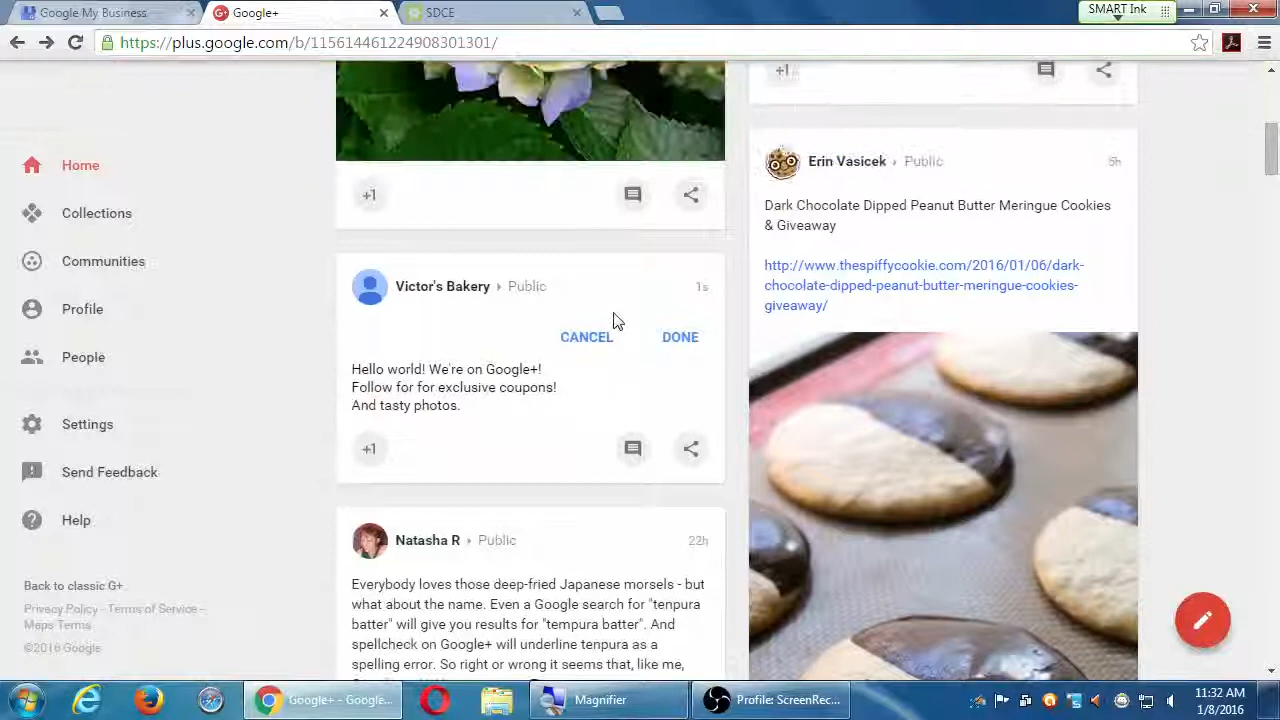 Google My Business
Google+
SDCE
SMART Ink
https://plus.google.com/b/115614461224908301301/
Home
Collections
Communities
Profile
People
Settings
Send Feedback
Help
Back to classic G+
Privacy Policy - Terms of Service -
Maps Terms
©2016 Google
+1
Victor's Bakery › Public
1s
CANCEL
DONE
Hello world! We're on Google+!
Follow for for exclusive coupons!
And tasty photos.
+1
Natasha R › Public
22h
Everybody loves those deep-fried Japanese morsels - but
what about the name. Even a Google search for "tenpura
batter" will give you results for "tempura batter". And
spellcheck on Google+ will underline tenpura as a
spelling error. So right or wrong it seems that, like me,
+1
Erin Vasicek › Public
5h
Dark Chocolate Dipped Peanut Butter Meringue Cookies
& Giveaway
http://www.thespiffycookie.com/2016/01/06/dark-
chocolate-dipped-peanut-butter-meringue-cookies-
giveaway/
Google+ - Google...
Magnifier
Profile: ScreenRec...
11:32 AM
1/8/2016